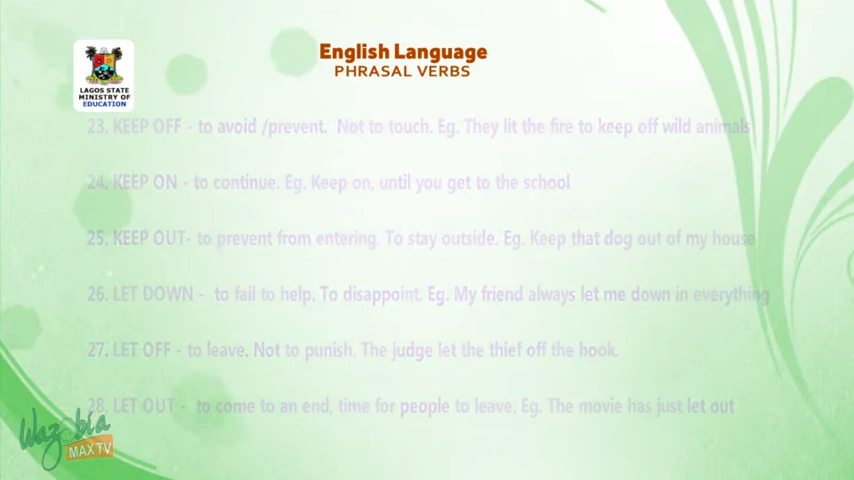 English Language
PHRASAL VERBS
LAGOS STATE
MINISTRY OF
EDUCATION
23. KEEP OFF - to avoid /prevent. Not to touch. Eg. They lit the fire to keep off wild animals
24. KEEP ON - to continue. Eg. Keep on, until you get to the school
25. KEEP OUT- to prevent from entering. To stay outside. Eg. Keep that dog out of my house
26. LET DOWN - to fail to help. To disappoint. Eg. My friend always let me down in everything
27. LET OFF - to leave. Not to punish. The judge let the thief off the hook.
28. LET OUT - to come to an end, time for people to leave. Eg. The movie has just let out
Wazobia
MAX TV